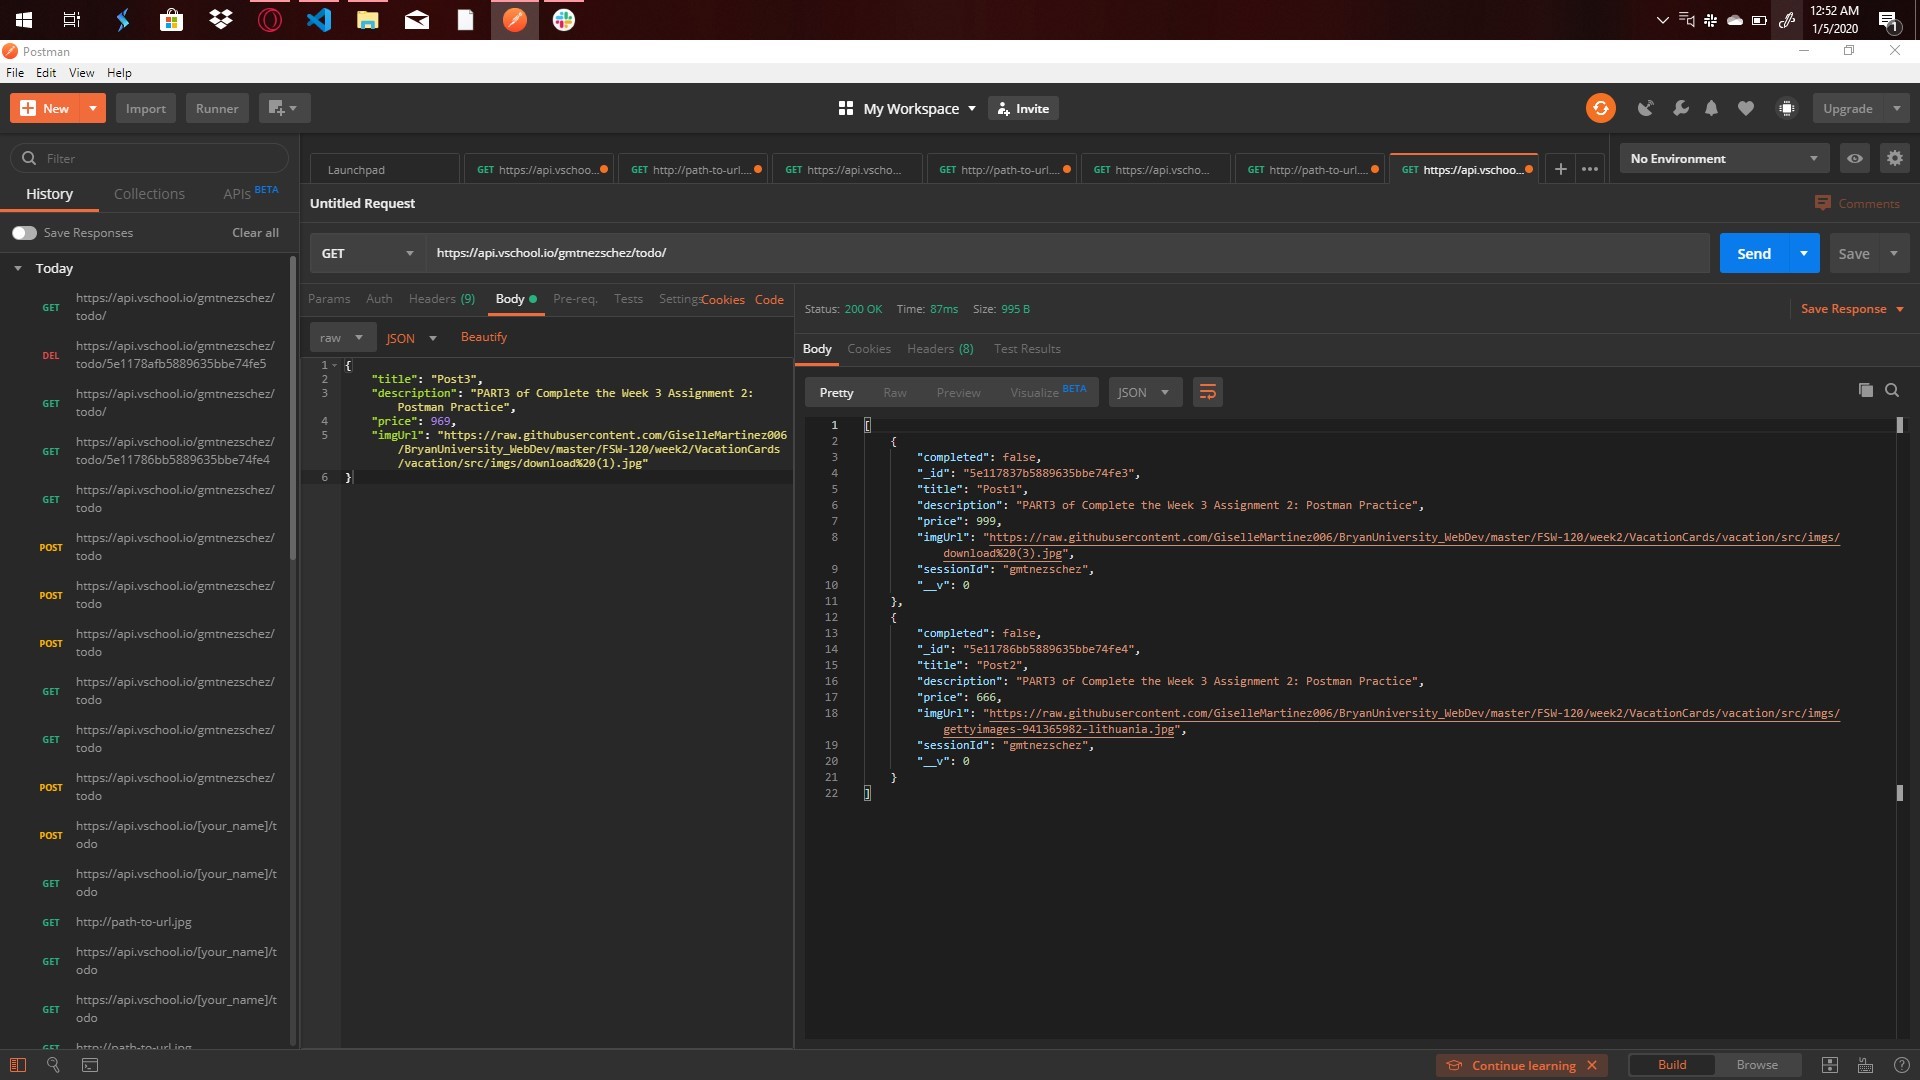 12:52 AM
1/5/2020
1
Postman
File Edit View Help
New Import Runner My Workspace Invite Upgrade
Filter
History Collections APIs BETA
Save Responses Clear all
Today
GET https://api.vschool.io/gmtnezschez/
todo/
DEL https://api.vschool.io/gmtnezschez/
todo/5e1178afb5889635bbe74fe5
GET https://api.vschool.io/gmtnezschez/
todo/
GET https://api.vschool.io/gmtnezschez/
todo/5e11786bb5889635bbe74fe4
GET https://api.vschool.io/gmtnezschez/
todo
POST https://api.vschool.io/gmtnezschez/
todo
POST https://api.vschool.io/gmtnezschez/
todo
POST https://api.vschool.io/gmtnezschez/
todo
GET https://api.vschool.io/gmtnezschez/
todo
GET https://api.vschool.io/gmtnezschez/
todo
POST https://api.vschool.io/gmtnezschez/
todo
POST https://api.vschool.io/[your_name]/t
odo
GET https://api.vschool.io/[your_name]/t
odo
GET http://path-to-url.jpg
GET https://api.vschool.io/[your_name]/t
odo
GET https://api.vschool.io/[your_name]/t
odo
GET http://path-to-url.jpg
Launchpad GET https://api.vschoo... GET http://path-to-url.... GET https://api.vscho... GET http://path-to-url.... GET https://api.vscho... GET http://path-to-url.... GET https://api.vschoo... No Environment
Untitled Request Comments
GET https://api.vschool.io/gmtnezschez/todo/ Send Save
Params Auth Headers (9) Body Pre-req. Tests Settings Cookies Code
raw JSON Beautify
1 {
2 "title": "Post3",
3 "description": "PART3 of Complete the Week 3 Assignment 2:
Postman Practice",
4 "price": 969,
5 "imgUrl": "https://raw.githubusercontent.com/GiselleMartinez006
/BryanUniversity_WebDev/master/FSW-120/week2/VacationCards
/vacation/src/imgs/download%20(1).jpg"
6 }
Status: 200 OK Time: 87ms Size: 995 B Save Response
Body Cookies Headers (8) Test Results
Pretty Raw Preview Visualize BETA JSON
1 [
2 {
3 "completed": false,
4 "_id": "5e117837b5889635bbe74fe3",
5 "title": "Post1",
6 "description": "PART3 of Complete the Week 3 Assignment 2: Postman Practice",
7 "price": 999,
8 "imgUrl": "https://raw.githubusercontent.com/GiselleMartinez006/BryanUniversity_WebDev/master/FSW-120/week2/VacationCards/vacation/src/imgs/
download%20(3).jpg",
9 "sessionId": "gmtnezschez",
10 "__v": 0
11 },
12 {
13 "completed": false,
14 "_id": "5e11786bb5889635bbe74fe4",
15 "title": "Post2",
16 "description": "PART3 of Complete the Week 3 Assignment 2: Postman Practice",
17 "price": 666,
18 "imgUrl": "https://raw.githubusercontent.com/GiselleMartinez006/BryanUniversity_WebDev/master/FSW-120/week2/VacationCards/vacation/src/imgs/
gettyimages-941365982-lithuania.jpg",
19 "sessionId": "gmtnezschez",
20 "__v": 0
21 }
22 ]
Continue learning Build Browse